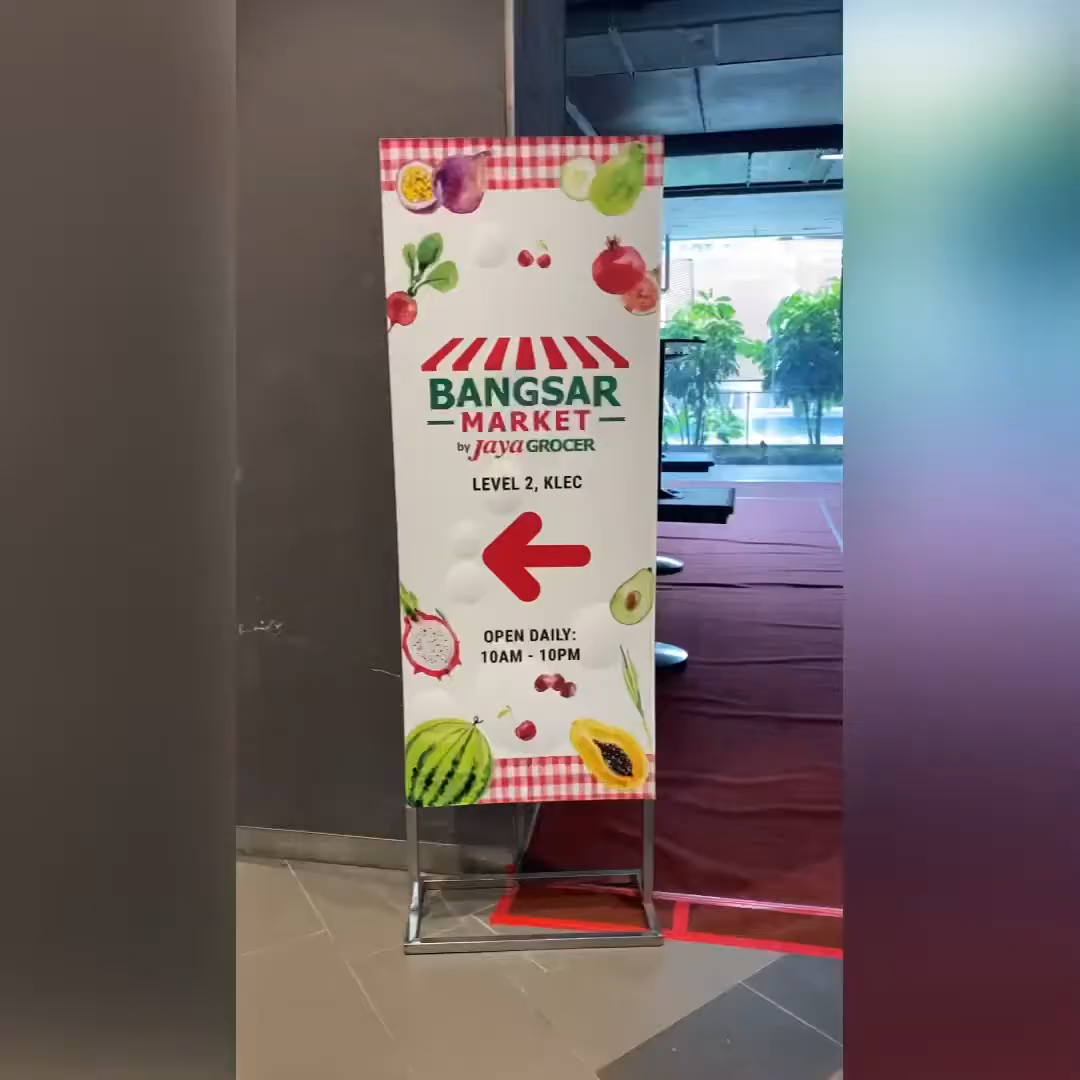 BANGSAR
MARKET
by Jaya GROCER
LEVEL 2, KLEC
OPEN DAILY:
10AM - 10PM